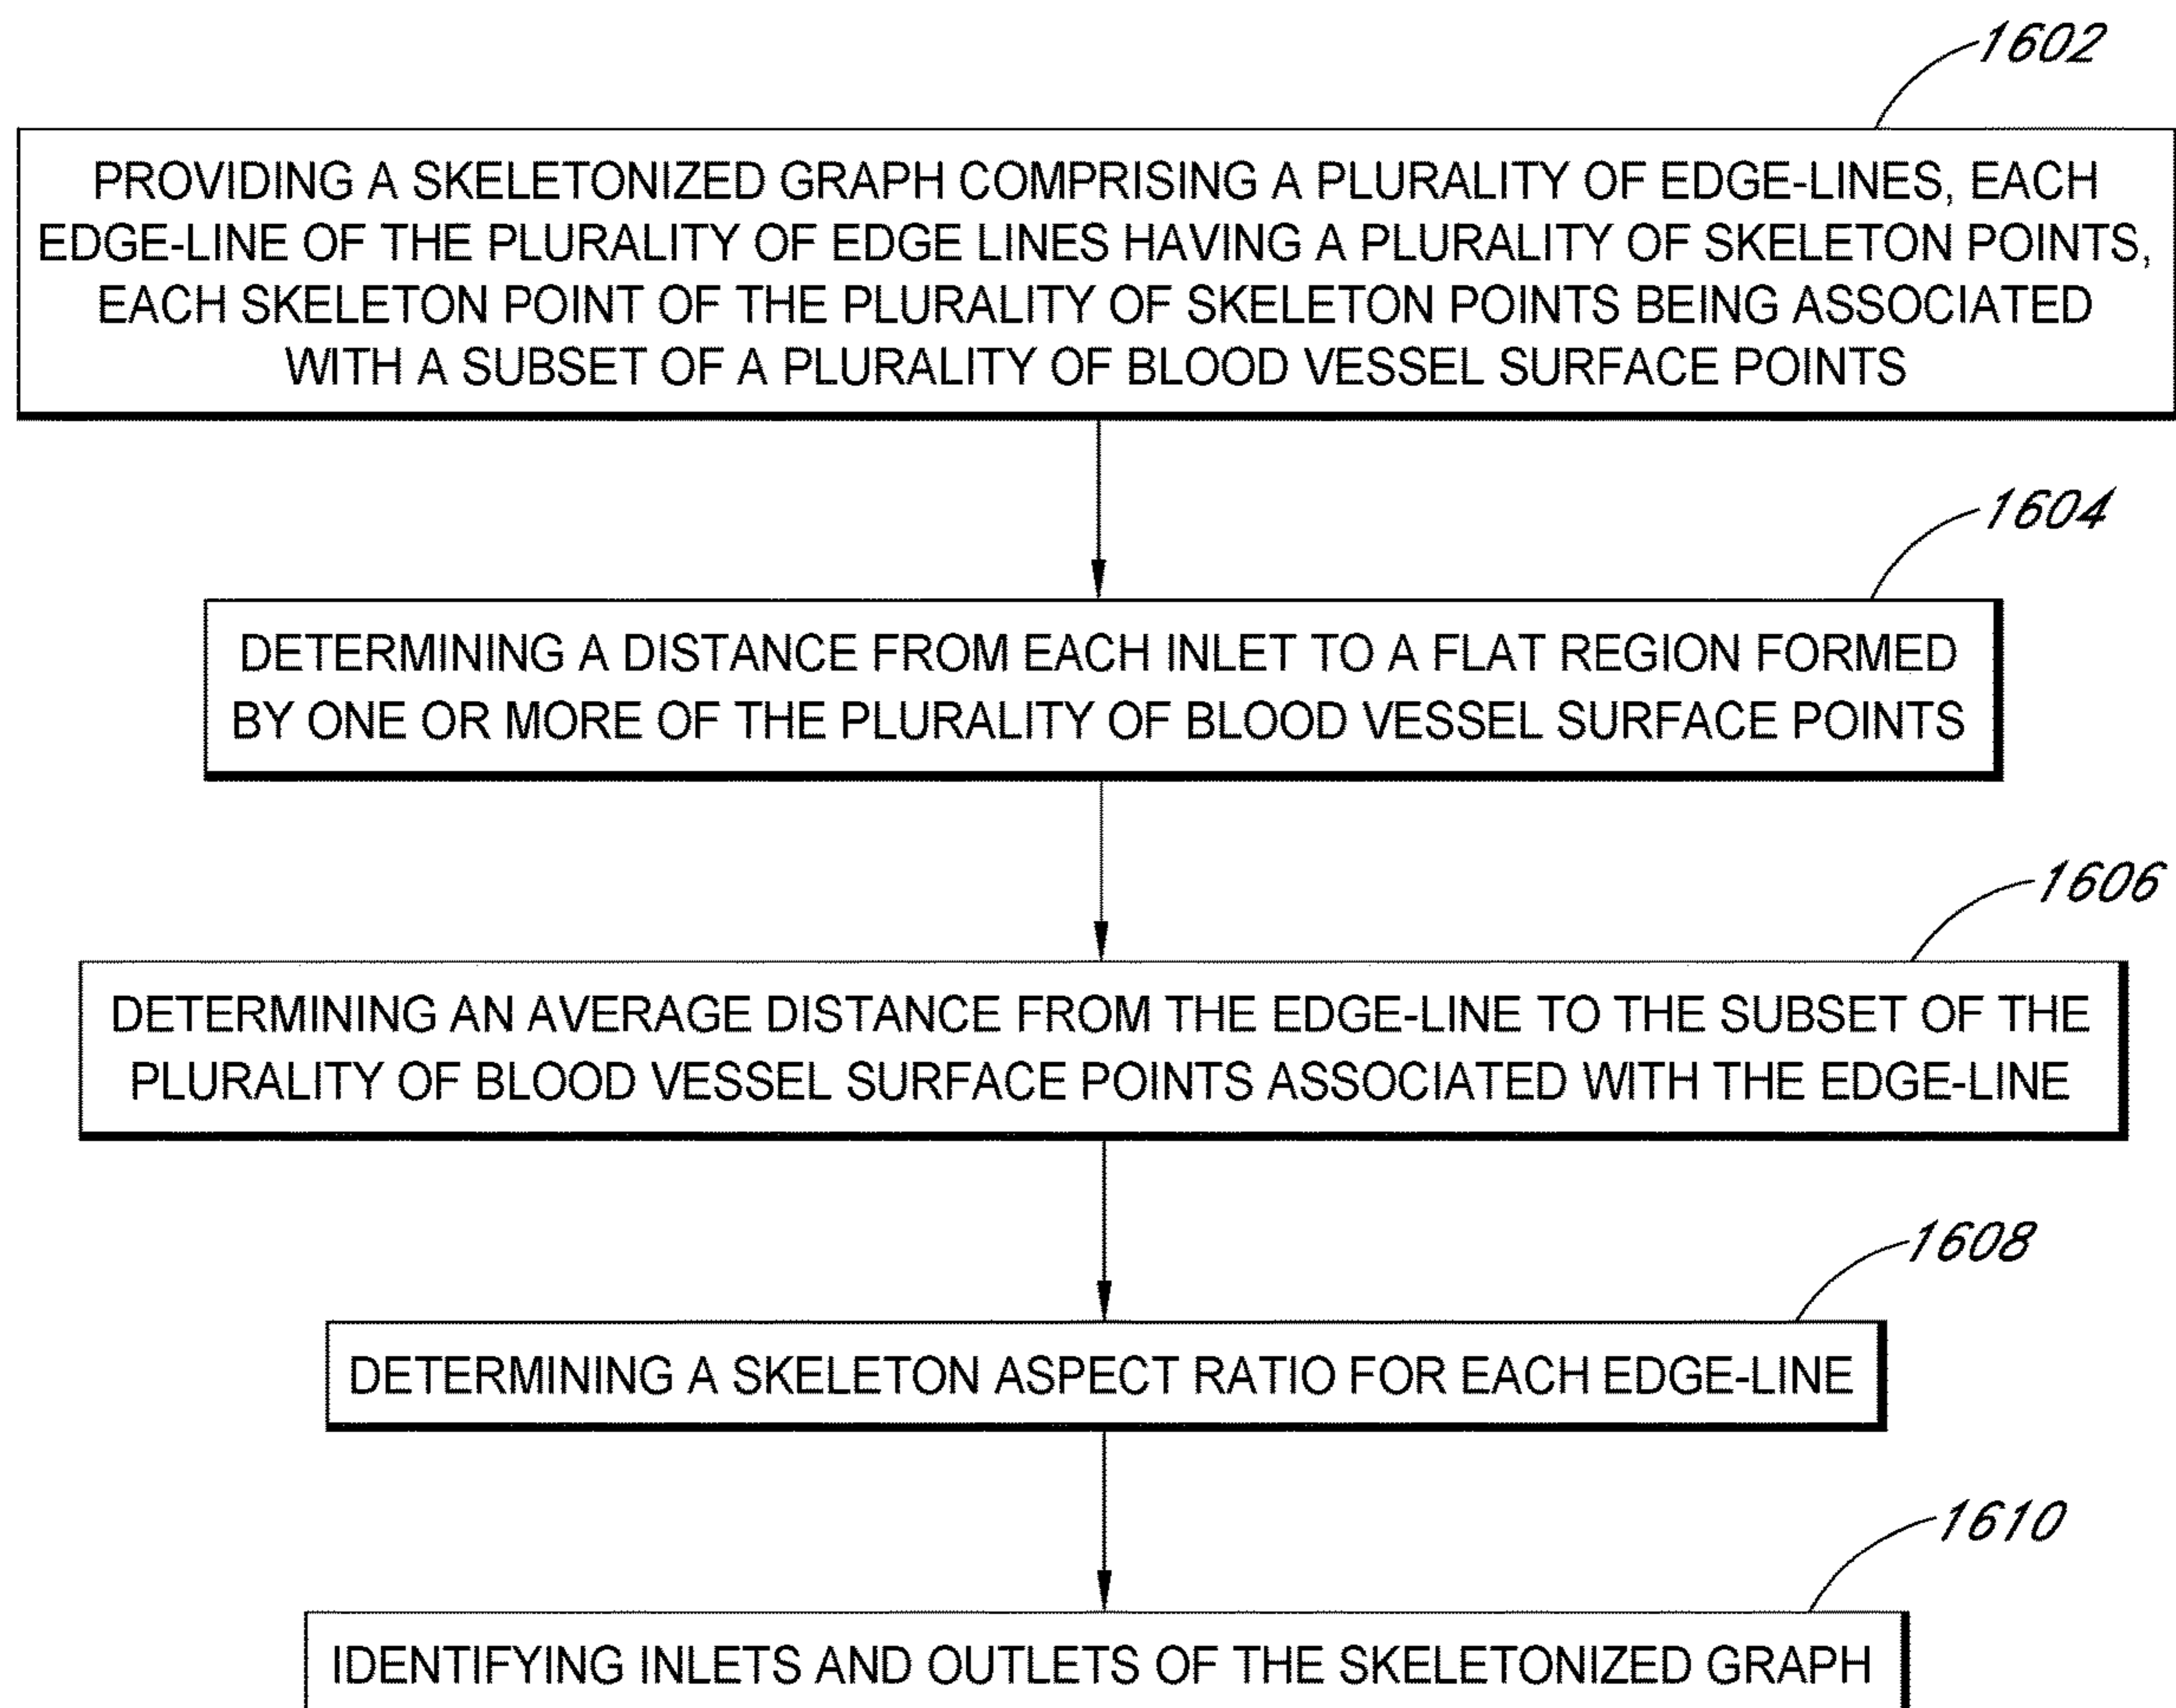 1602
PROVIDING A SKELETONIZED GRAPH COMPRISING A PLURALITY OF EDGE-LINES, EACH
EDGE-LINE OF THE PLURALITY OF EDGE LINES HAVING A PLURALITY OF SKELETON POINTS,
EACH SKELETON POINT OF THE PLURALITY OF SKELETON POINTS BEING ASSOCIATED
WITH A SUBSET OF A PLURALITY OF BLOOD VESSEL SURFACE POINTS
1604
DETERMINING A DISTANCE FROM EACH INLET TO A FLAT REGION FORMED
BY ONE OR MORE OF THE PLURALITY OF BLOOD VESSEL SURFACE POINTS
1606
DETERMINING AN AVERAGE DISTANCE FROM THE EDGE-LINE TO THE SUBSET OF THE
PLURALITY OF BLOOD VESSEL SURFACE POINTS ASSOCIATED WITH THE EDGE-LINE
1608
DETERMINING A SKELETON ASPECT RATIO FOR EACH EDGE-LINE
1610
IDENTIFYING INLETS AND OUTLETS OF THE SKELETONIZED GRAPH